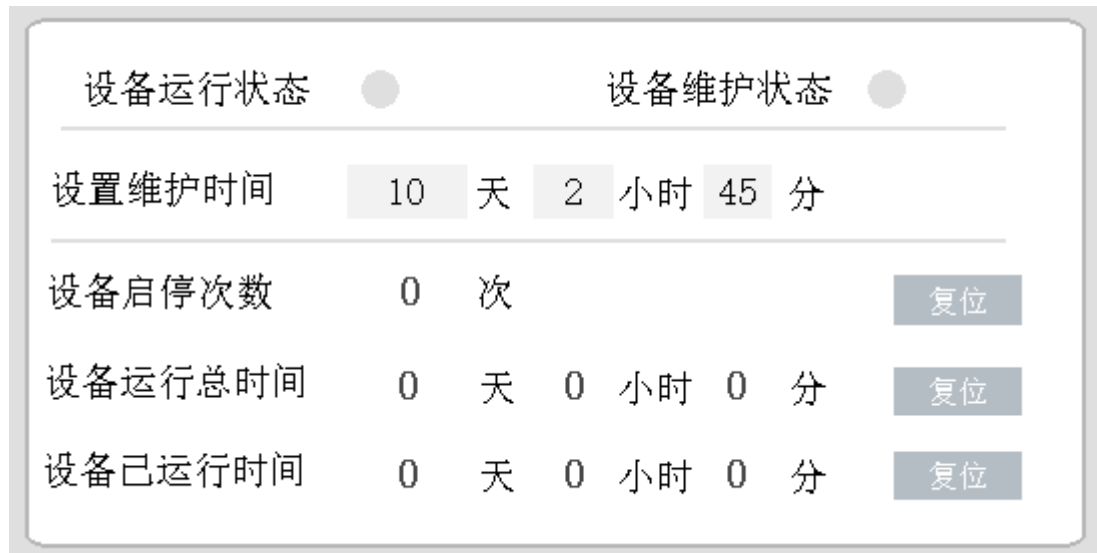 设备运行状态 设备维护状态
设置维护时间 10 天 2 小时 45 分
设备启停次数 0 次 复位
设备运行总时间 0 天 0 小时 0 分 复位
设备已运行时间 0 天 0 小时 0 分 复位